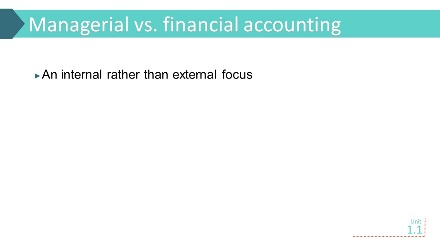 Managerial vs. financial accounting
▸An internal rather than external focus
Unit
1.1